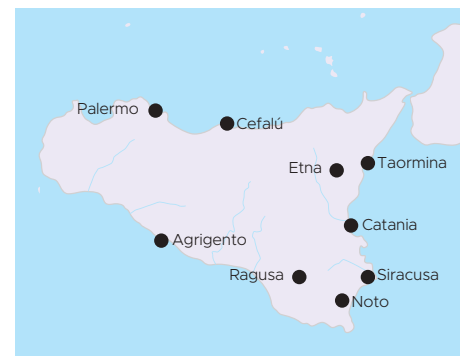 Palermo
Cefalú
Etna
Taormina
Catania
Agrigento
Ragusa
Siracusa
Noto